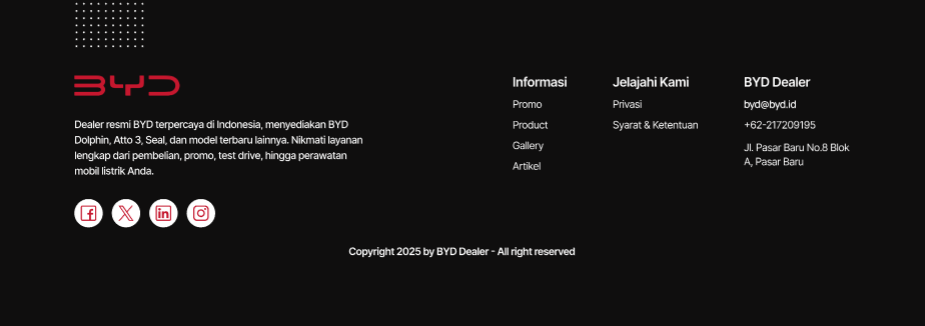 BYD
Dealer resmi BYD terpercaya di Indonesia, menyediakan BYD
Dolphin, Atto 3, Seal, dan model terbaru lainnya. Nikmati layanan
lengkap dari pembelian, promo, test drive, hingga perawatan
mobil listrik Anda.
Informasi
Promo
Product
Gallery
Artikel
Jelajahi Kami
Privasi
Syarat & Ketentuan
BYD Dealer
byd@byd.id
+62-217209195
Jl. Pasar Baru No.8 Blok
A, Pasar Baru
Copyright 2025 by BYD Dealer - All right reserved